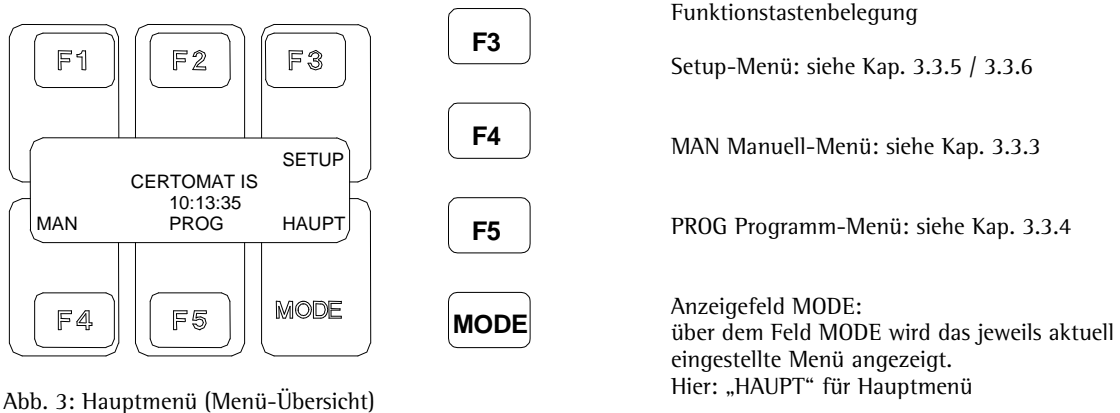 F1
F2
F3
SETUP
CERTOMAT IS
10:13:35
MAN
PROG
HAUPT
F4
F5
MODE
Abb. 3: Hauptmenü (Menü-Übersicht)
Funktionstastenbelegung
F3
Setup-Menü: siehe Kap. 3.3.5 / 3.3.6
F4
MAN Manuell-Menü: siehe Kap. 3.3.3
F5
PROG Programm-Menü: siehe Kap. 3.3.4
MODE
Anzeigefeld MODE:
über dem Feld MODE wird das jeweils aktuell
eingestellte Menü angezeigt.
Hier: „HAUPT“ für Hauptmenü